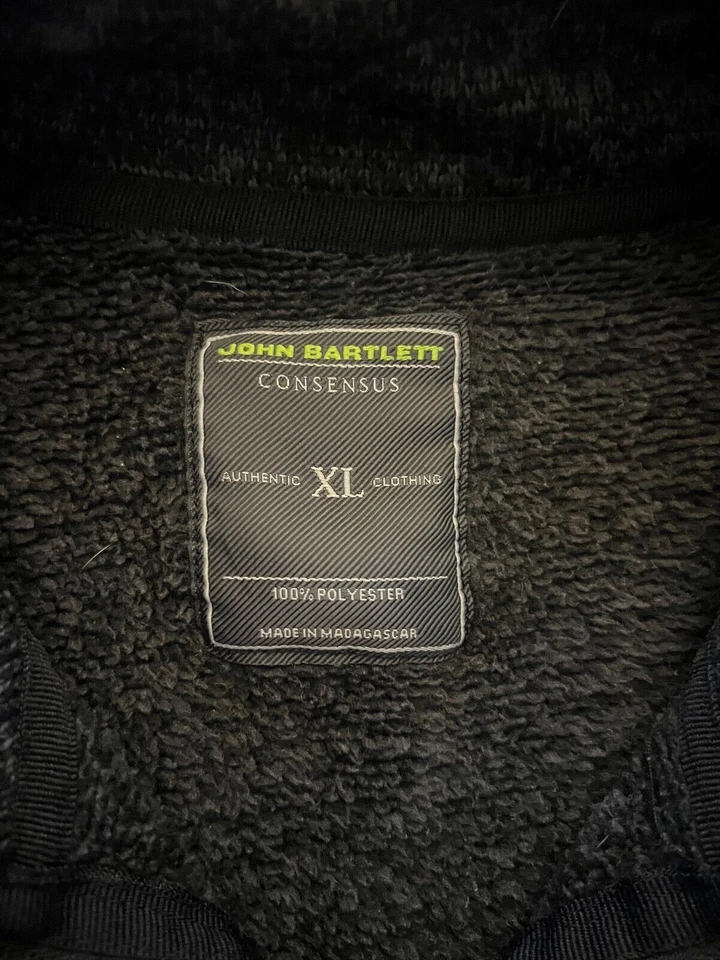 JOHN BARTLETT
CONSENSUS
AUTHENTIC XL CLOTHING
100% POLYESTER
MADE IN MADAGASCAR